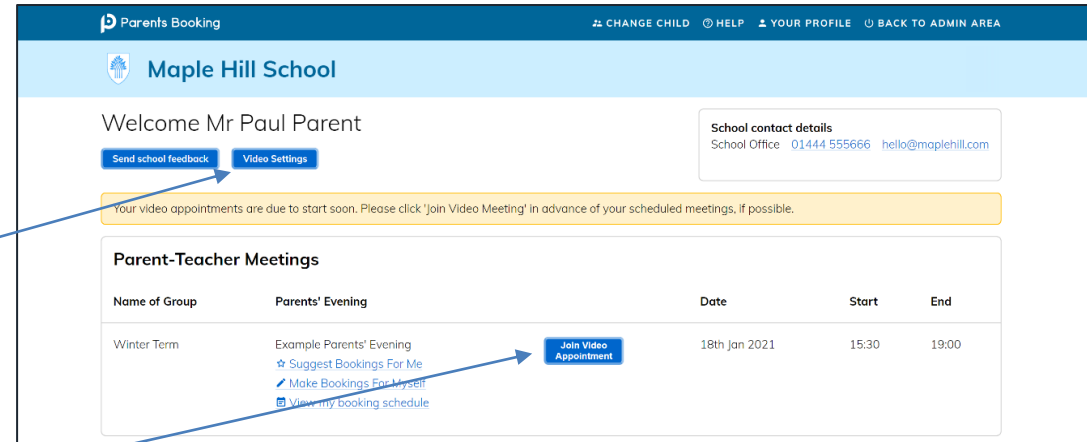 Parents Booking CHANGE CHILD HELP YOUR PROFILE BACK TO ADMIN AREA
Maple Hill School
Welcome Mr Paul Parent
Send school feedback Video Settings
School contact details
School Office 01444 555666 hello@maplehill.com
Your video appointments are due to start soon. Please click 'Join Video Meeting' in advance of your scheduled meetings, if possible.
Parent-Teacher Meetings
Name of Group Parents' Evening Date Start End
Winter Term Example Parents' Evening Join Video Appointment 18th Jan 2021 15:30 19:00
Suggest Bookings For Me
Make Bookings For Myself
View my booking schedule